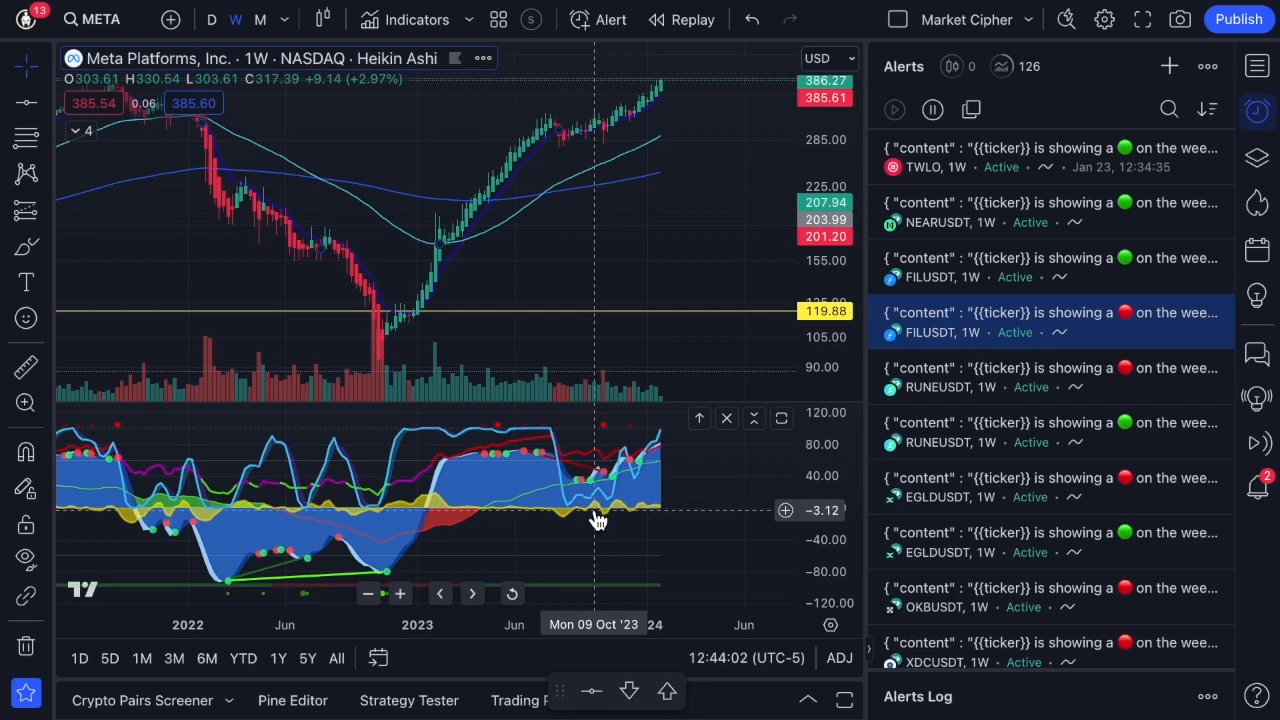 13
META
D W M
Indicators
S
Alert
Replay
Market Cipher
Publish
Meta Platforms, Inc. · 1W · NASDAQ · Heikin Ashi
O303.61 H330.54 L303.61 C317.39 +9.14 (+2.97%)
385.54 0.06 385.60
4
USD
386.27
385.61
285.00
225.00
207.94
203.99
201.20
155.00
119.88
105.00
90.00
120.00
80.00
40.00
−3.12
−40.00
−80.00
−120.00
2022 Jun 2023 Jun Mon 09 Oct '23 24 Jun
1D 5D 1M 3M 6M YTD 1Y 5Y All
12:44:02 (UTC-5) ADJ
Crypto Pairs Screener
Pine Editor
Strategy Tester
Trading
Alerts
0
126
{ "content" : "{{ticker}} is showing a 🟢 on the wee...
TWLO, 1W · Active · Jan 23, 12:34:35
{ "content" : "{{ticker}} is showing a 🟢 on the wee...
NEARUSDT, 1W · Active ·
{ "content" : "{{ticker}} is showing a 🟢 on the wee...
FILUSDT, 1W · Active ·
{ "content" : "{{ticker}} is showing a 🔴 on the wee...
FILUSDT, 1W · Active ·
{ "content" : "{{ticker}} is showing a 🔴 on the wee...
RUNEUSDT, 1W · Active ·
{ "content" : "{{ticker}} is showing a 🟢 on the wee...
RUNEUSDT, 1W · Active ·
{ "content" : "{{ticker}} is showing a 🔴 on the wee...
EGLDUSDT, 1W · Active ·
{ "content" : "{{ticker}} is showing a 🟢 on the wee...
EGLDUSDT, 1W · Active ·
{ "content" : "{{ticker}} is showing a 🔴 on the wee...
OKBUSDT, 1W · Active ·
{ "content" : "{{ticker}} is showing a 🔴 on the wee...
XDCUSDT, 1W · Active ·
Alerts Log
2